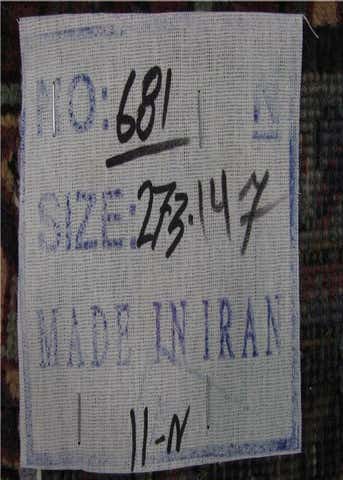 NO: 681
SIZE: 273.147
MADE IN IRAN
11-N